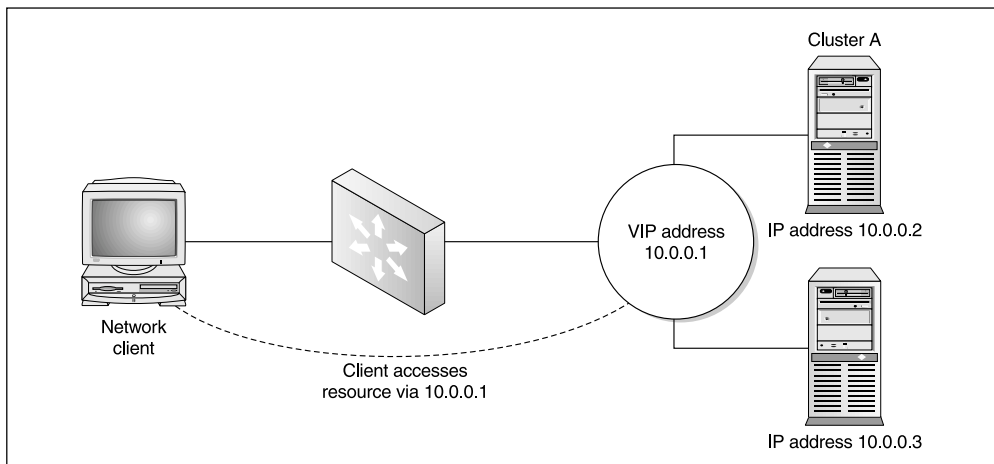 Cluster A
VIP address
10.0.0.1
IP address 10.0.0.2
Network
client
Client accesses
resource via 10.0.0.1
IP address 10.0.0.3